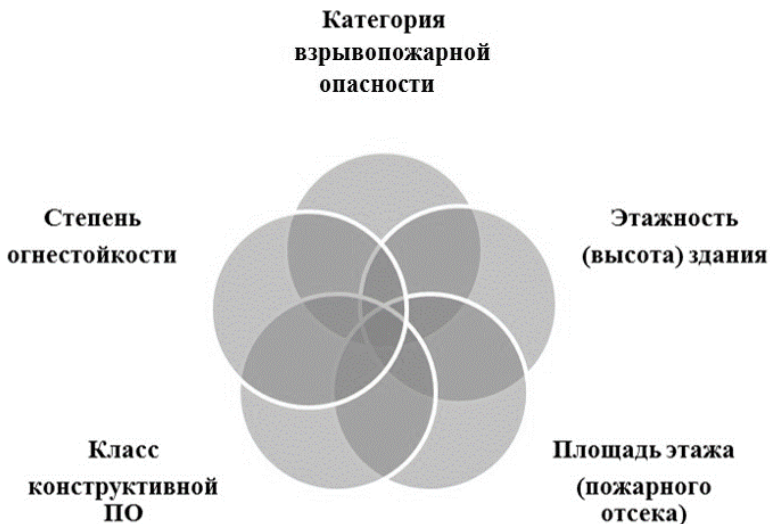 Категория
взрывопожарной
опасности
Степень
огнестойкости
Этажность
(высота) здания
Класс
конструктивной
ПО
Площадь этажа
(пожарного
отсека)